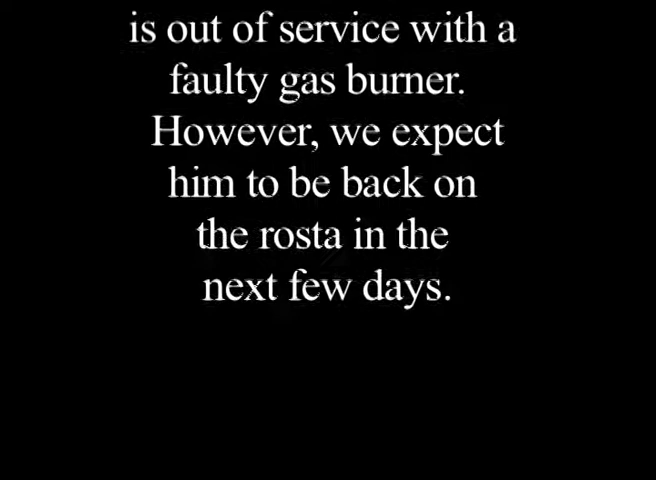 is out of service with a
faulty gas burner.
However, we expect
him to be back on
the rosta in the
next few days.